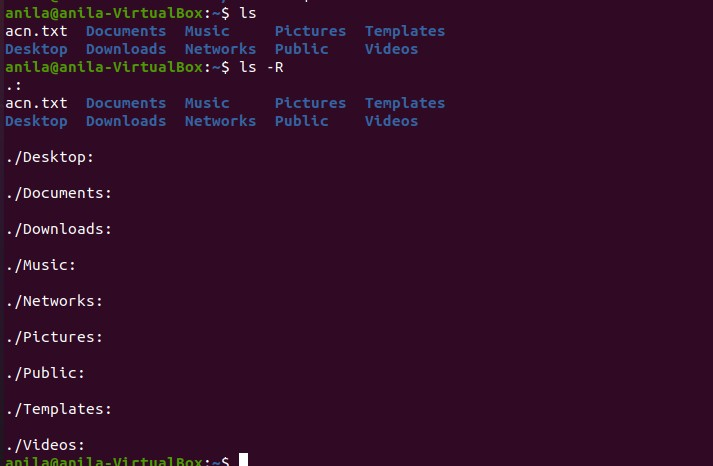 anila@anila-VirtualBox:~$ ls
acn.txt  Documents  Music     Pictures  Templates
Desktop  Downloads  Networks  Public    Videos
anila@anila-VirtualBox:~$ ls -R
.:
acn.txt  Documents  Music     Pictures  Templates
Desktop  Downloads  Networks  Public    Videos
./Desktop:
./Documents:
./Downloads:
./Music:
./Networks:
./Pictures:
./Public:
./Templates:
./Videos:
anila@anila-VirtualBox:~$